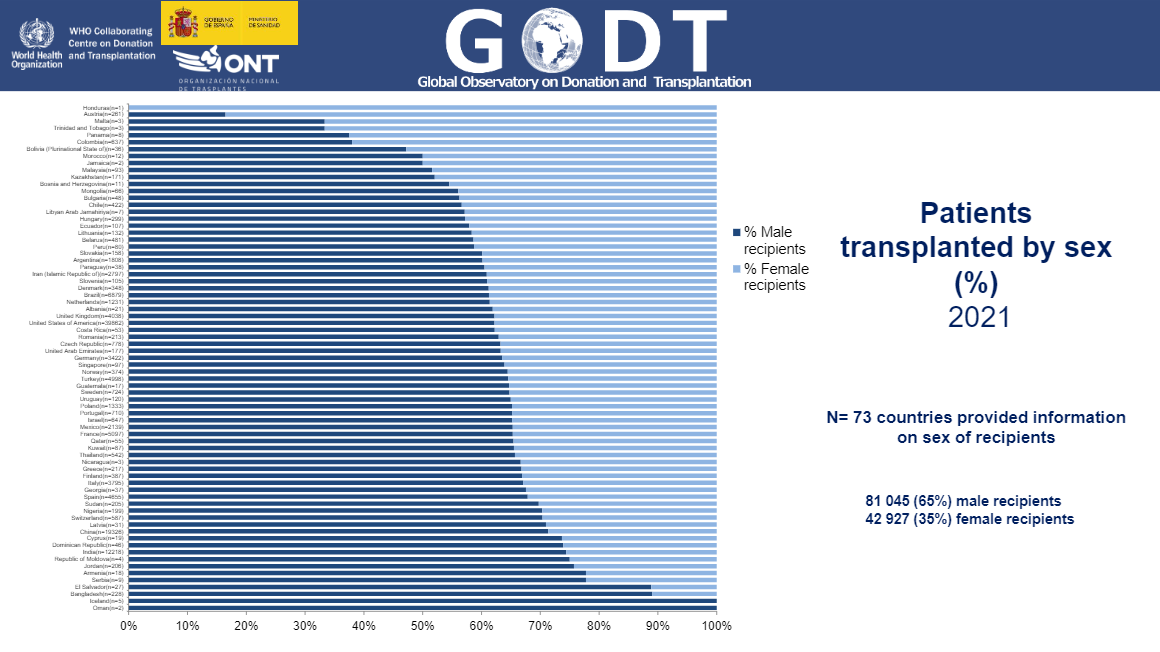 World Health
Organization
WHO Collaborating
Centre on Donation
and Transplantation
GOBIERNO
DE ESPAÑA
MINISTERIO
DE SANIDAD
ONT
ORGANIZACIÓN NACIONAL
DE TRASPLANTES
GODT
Global Observatory on Donation and Transplantation
Honduras(n=1)
Austria(n=261)
Malta(n=3)
Trinidad and Tobago(n=3)
Panama(n=8)
Colombia(n=837)
Bolivia (Plurinational State of)(n=36)
Morocco(n=12)
Jamaica(n=2)
Malaysia(n=93)
Kazakhstan(n=171)
Bosnia and Herzegovina(n=11)
Mongolia(n=66)
Bulgaria(n=48)
Chile(n=422)
Libyan Arab Jamahiriya(n=7)
Hungary(n=299)
Ecuador(n=107)
Lithuania(n=132)
Belarus(n=481)
Peru(n=80)
Slovakia(n=158)
Argentina(n=1808)
Paraguay(n=38)
Iran (Islamic Republic of)(n=2797)
Slovenia(n=105)
Denmark(n=348)
Brazil(n=6879)
Netherlands(n=1231)
Albania(n=21)
United Kingdom(n=4038)
United States of America(n=39862)
Costa Rica(n=53)
Romania(n=213)
Czech Republic(n=778)
United Arab Emirates(n=177)
Germany(n=3422)
Singapore(n=97)
Norway(n=374)
Turkey(n=4998)
Guatemala(n=17)
Sweden(n=724)
Uruguay(n=120)
Poland(n=1333)
Portugal(n=710)
Israel(n=647)
Mexico(n=2139)
France(n=5097)
Qatar(n=55)
Kuwait(n=87)
Thailand(n=542)
Nicaragua(n=3)
Greece(n=217)
Finland(n=387)
Italy(n=3795)
Georgia(n=37)
Spain(n=4655)
Sudan(n=205)
Nigeria(n=199)
Switzerland(n=587)
Latvia(n=31)
China(n=19326)
Cyprus(n=19)
Dominican Republic(n=46)
India(n=12218)
Republic of Moldova(n=4)
Jordan(n=206)
Armenia(n=18)
Serbia(n=9)
El Salvador(n=27)
Bangladesh(n=228)
Iceland(n=5)
Oman(n=2)
0% 10% 20% 30% 40% 50% 60% 70% 80% 90% 100%
% Male
recipients
% Female
recipients
Patients
transplanted by sex
(%)
2021
N= 73 countries provided information
on sex of recipients
81 045 (65%) male recipients
42 927 (35%) female recipients